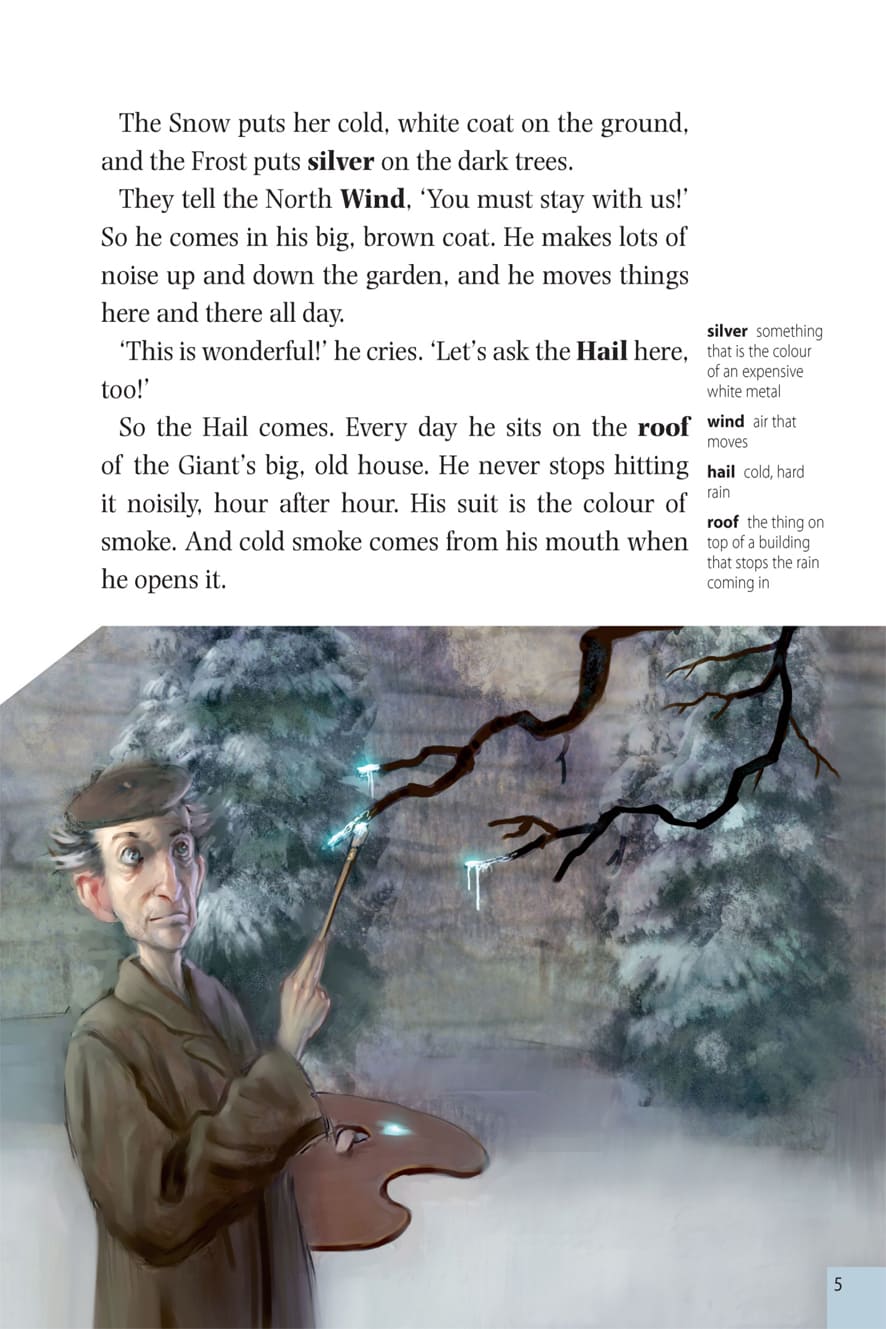 The Snow puts her cold, white coat on the ground,
and the Frost puts silver on the dark trees.
They tell the North Wind, ‘You must stay with us!’
So he comes in his big, brown coat. He makes lots of
noise up and down the garden, and he moves things
here and there all day.
‘This is wonderful!’ he cries. ‘Let’s ask the Hail here,
too!’
So the Hail comes. Every day he sits on the roof
of the Giant’s big, old house. He never stops hitting
it noisily, hour after hour. His suit is the colour of
smoke. And cold smoke comes from his mouth when
he opens it.
silver something
that is the colour
of an expensive
white metal
wind air that
moves
hail cold, hard
rain
roof the thing on
top of a building
that stops the rain
coming in
5